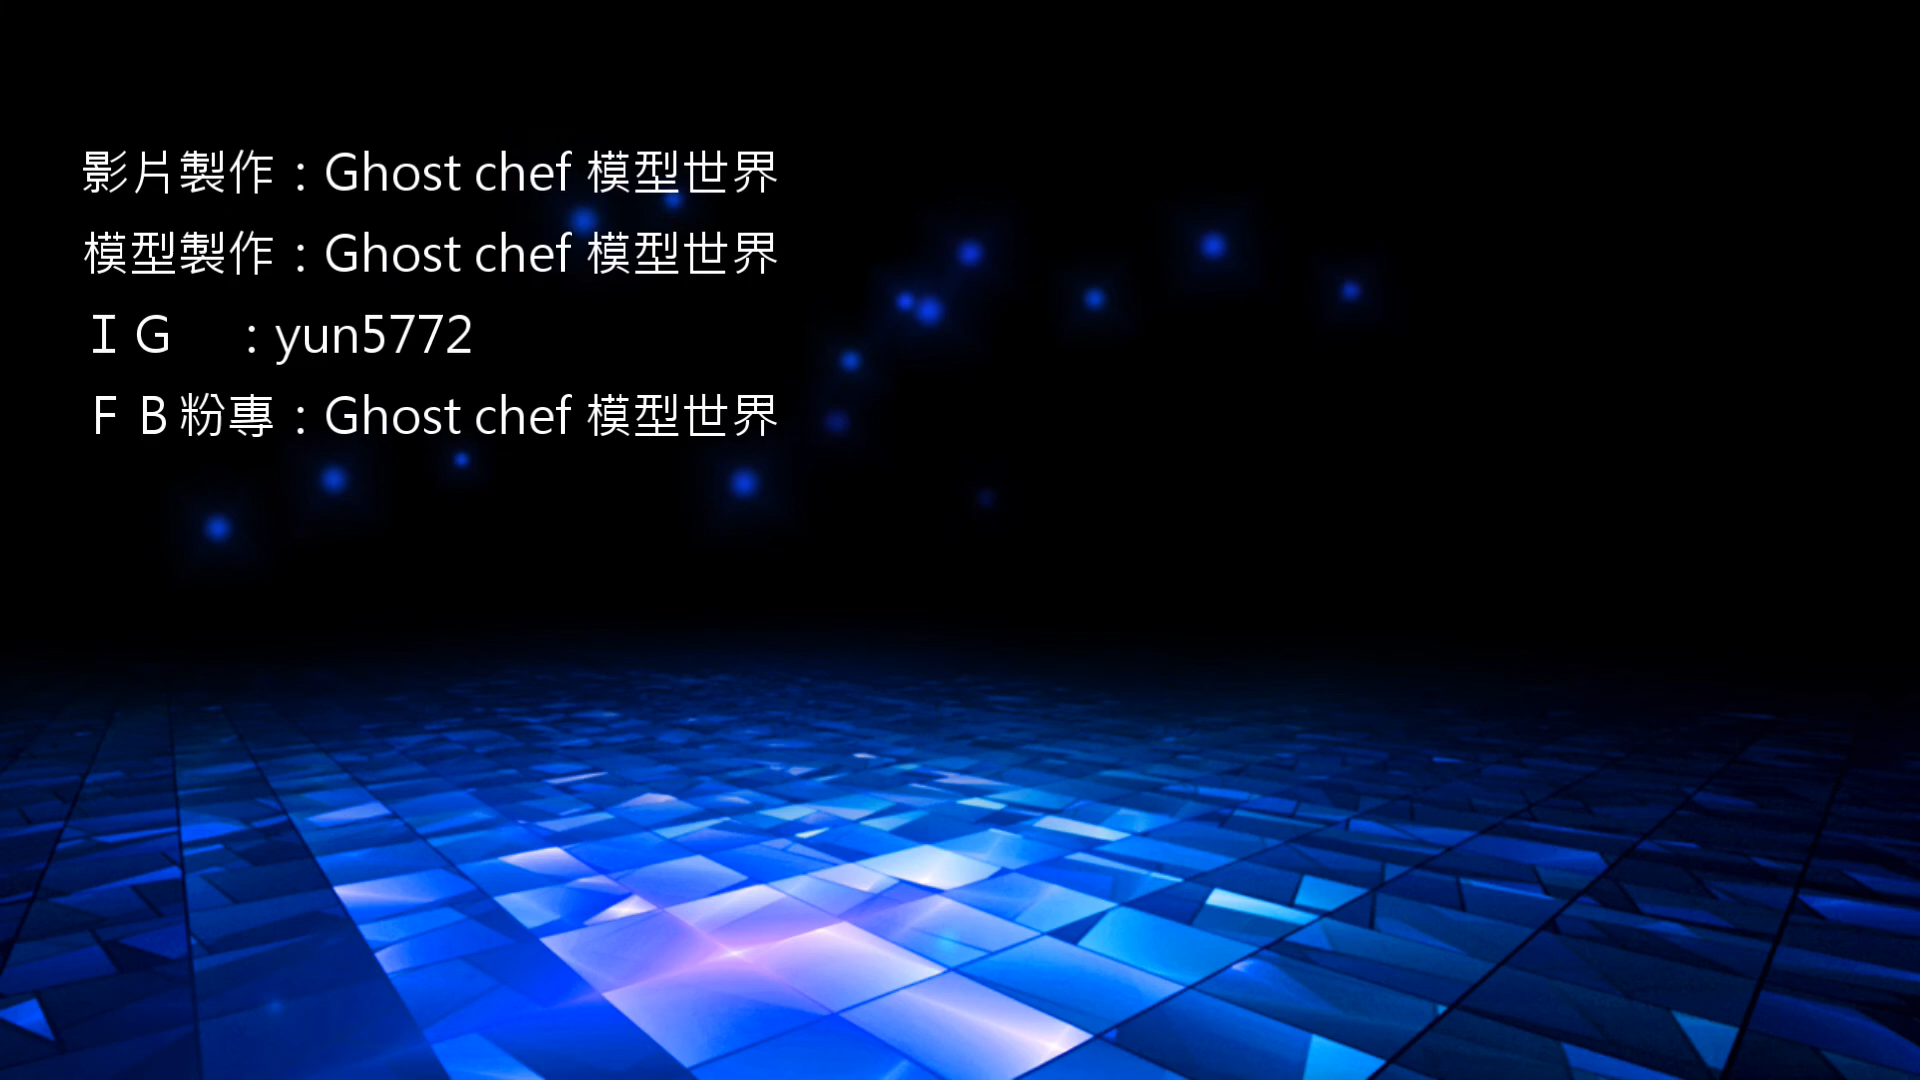 影片製作：Ghost chef 模型世界
模型製作：Ghost chef 模型世界
ＩＧ　：yun5772
ＦＢ粉專：Ghost chef 模型世界